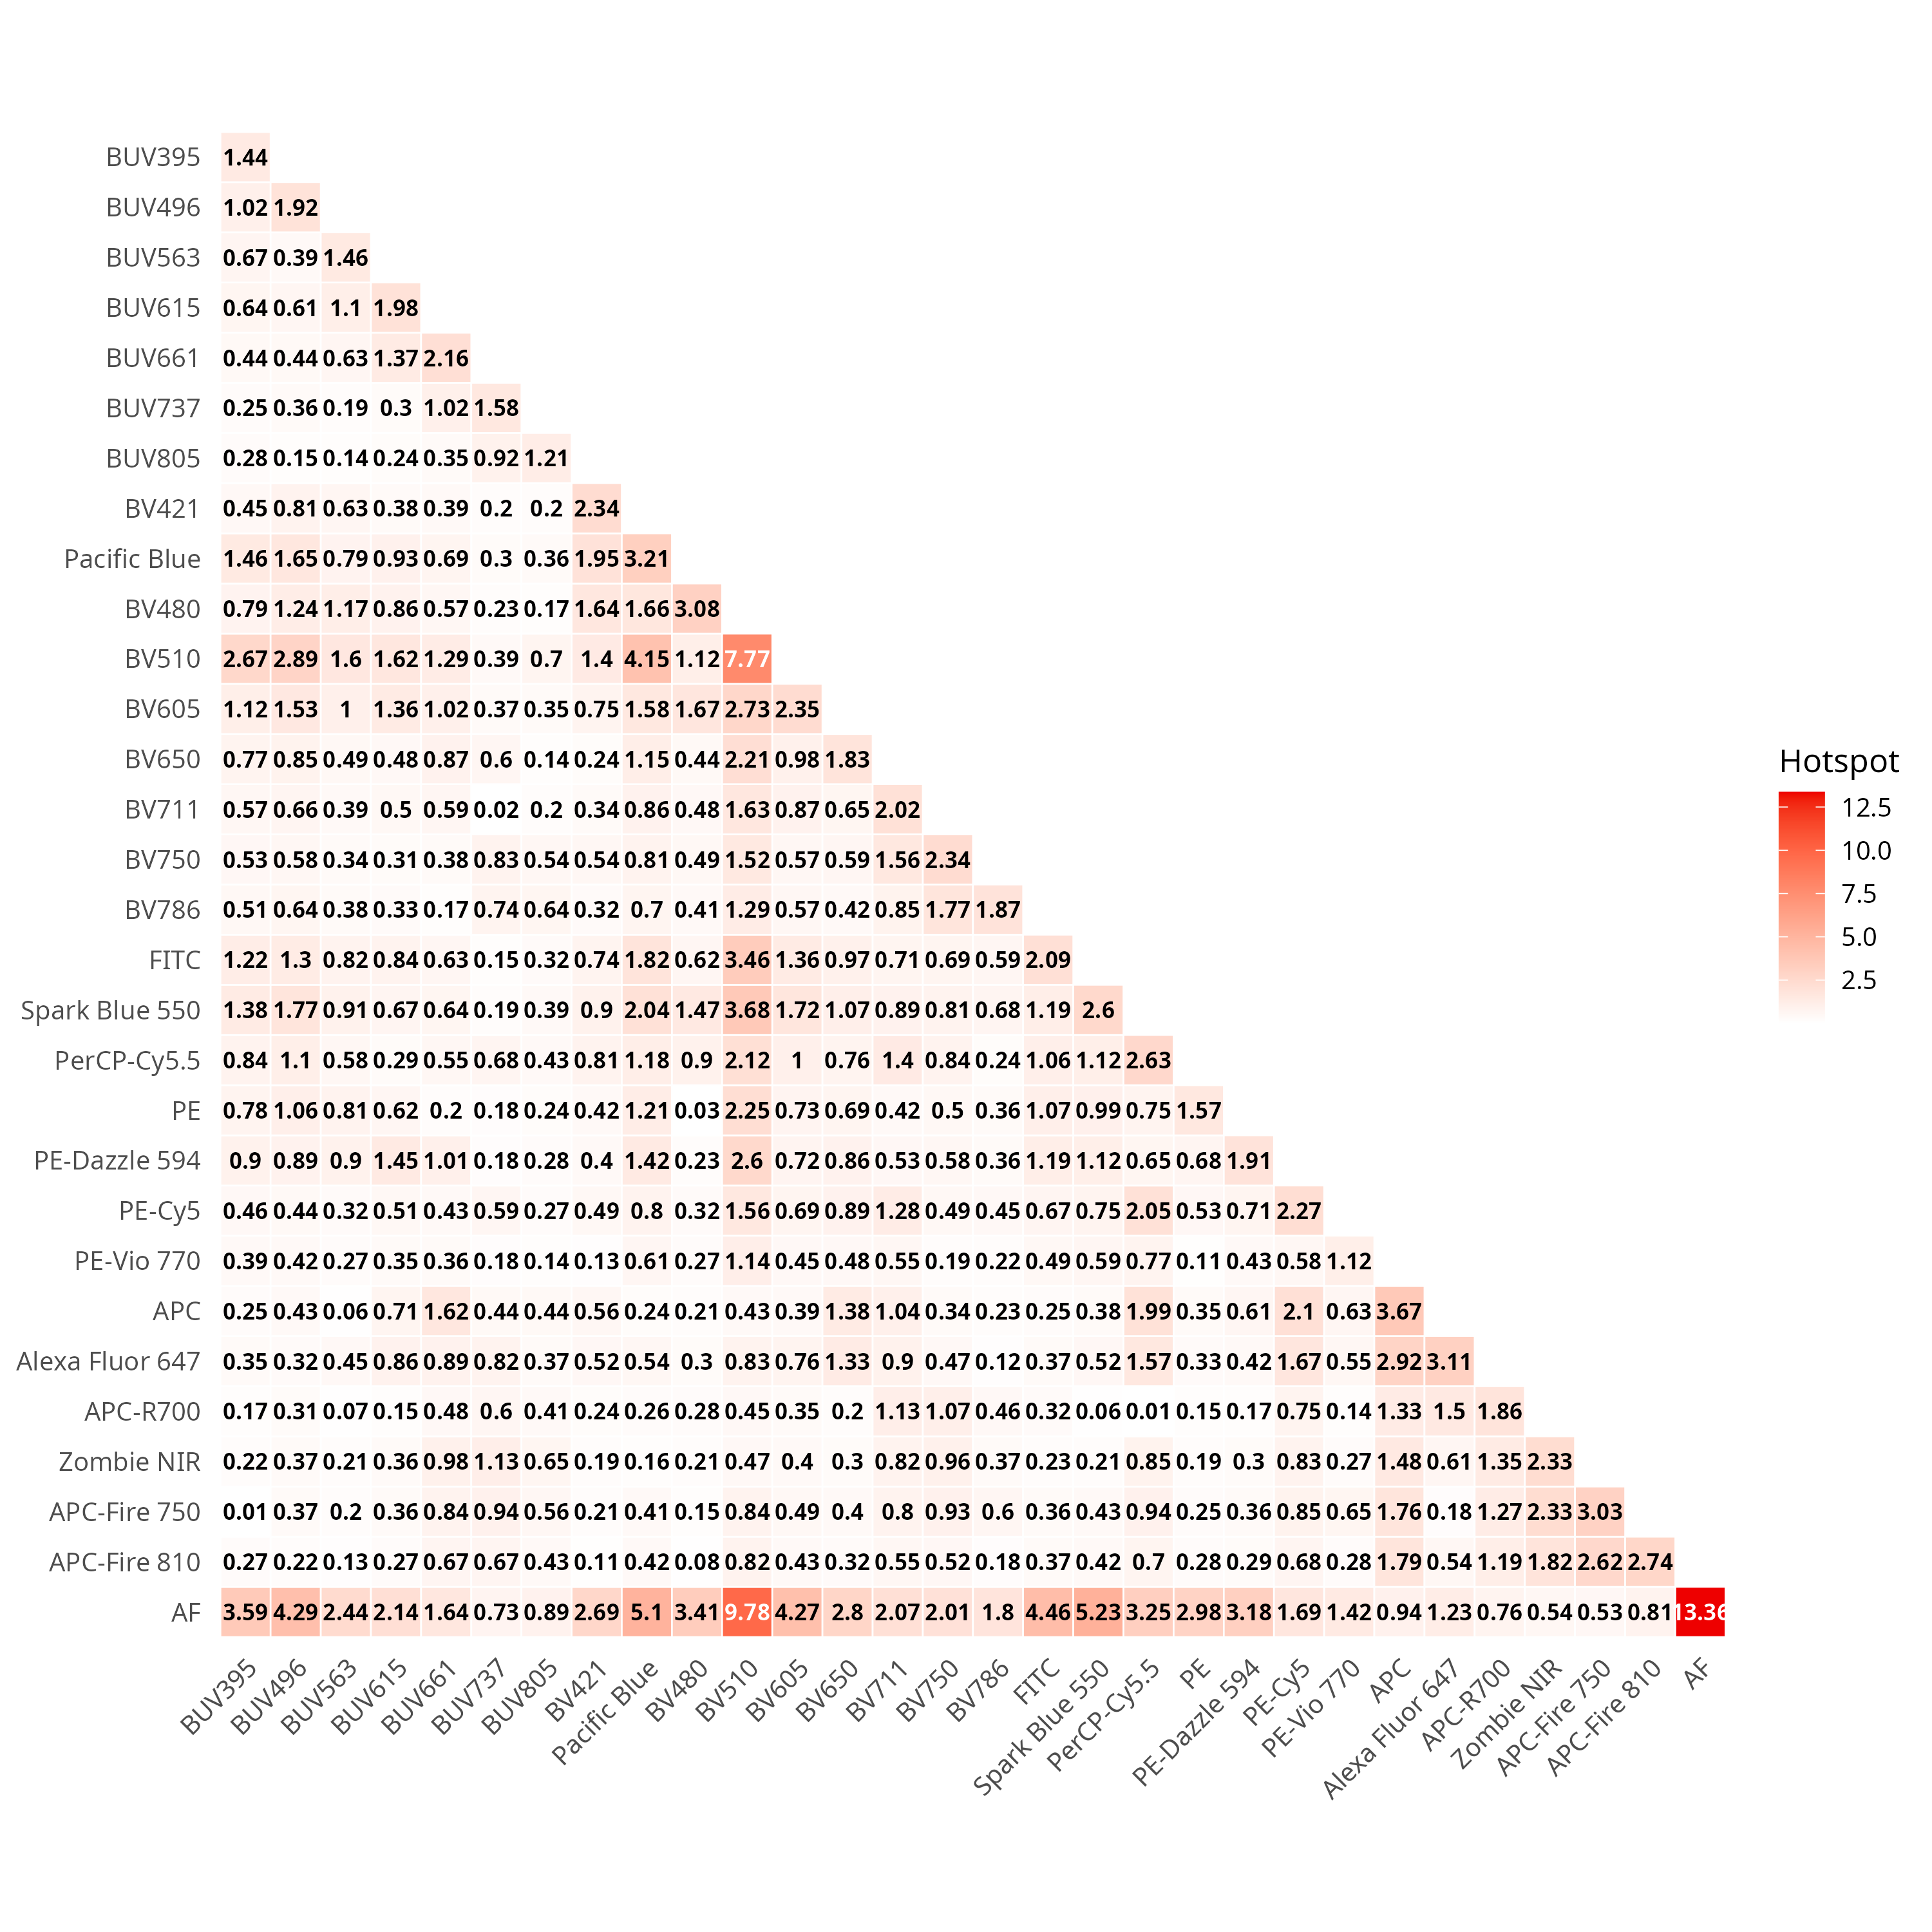 BUV395 1.44
BUV496 1.02 1.92
BUV563 0.67 0.39 1.46
BUV615 0.64 0.61 1.1 1.98
BUV661 0.44 0.44 0.63 1.37 2.16
BUV737 0.25 0.36 0.19 0.3 1.02 1.58
BUV805 0.28 0.15 0.14 0.24 0.35 0.92 1.21
BV421 0.45 0.81 0.63 0.38 0.39 0.2 0.2 2.34
Pacific Blue 1.46 1.65 0.79 0.93 0.69 0.3 0.36 1.95 3.21
BV480 0.79 1.24 1.17 0.86 0.57 0.23 0.17 1.64 1.66 3.08
BV510 2.67 2.89 1.6 1.62 1.29 0.39 0.7 1.4 4.15 1.12 7.77
BV605 1.12 1.53 1 1.36 1.02 0.37 0.35 0.75 1.58 1.67 2.73 2.35
BV650 0.77 0.85 0.49 0.48 0.87 0.6 0.14 0.24 1.15 0.44 2.21 0.98 1.83
BV711 0.57 0.66 0.39 0.5 0.59 0.02 0.2 0.34 0.86 0.48 1.63 0.87 0.65 2.02
BV750 0.53 0.58 0.34 0.31 0.38 0.83 0.54 0.54 0.81 0.49 1.52 0.57 0.59 1.56 2.34
BV786 0.51 0.64 0.38 0.33 0.17 0.74 0.64 0.32 0.7 0.41 1.29 0.57 0.42 0.85 1.77 1.87
FITC 1.22 1.3 0.82 0.84 0.63 0.15 0.32 0.74 1.82 0.62 3.46 1.36 0.97 0.71 0.69 0.59 2.09
Spark Blue 550 1.38 1.77 0.91 0.67 0.64 0.19 0.39 0.9 2.04 1.47 3.68 1.72 1.07 0.89 0.81 0.68 1.19 2.6
PerCP-Cy5.5 0.84 1.1 0.58 0.29 0.55 0.68 0.43 0.81 1.18 0.9 2.12 1 0.76 1.4 0.84 0.24 1.06 1.12 2.63
PE 0.78 1.06 0.81 0.62 0.2 0.18 0.24 0.42 1.21 0.03 2.25 0.73 0.69 0.42 0.5 0.36 1.07 0.99 0.75 1.57
PE-Dazzle 594 0.9 0.89 0.9 1.45 1.01 0.18 0.28 0.4 1.42 0.23 2.6 0.72 0.86 0.53 0.58 0.36 1.19 1.12 0.65 0.68 1.91
PE-Cy5 0.46 0.44 0.32 0.51 0.43 0.59 0.27 0.49 0.8 0.32 1.56 0.69 0.89 1.28 0.49 0.45 0.67 0.75 2.05 0.53 0.71 2.27
PE-Vio 770 0.39 0.42 0.27 0.35 0.36 0.18 0.14 0.13 0.61 0.27 1.14 0.45 0.48 0.55 0.19 0.22 0.49 0.59 0.77 0.11 0.43 0.58 1.12
APC 0.25 0.43 0.06 0.71 1.62 0.44 0.44 0.56 0.24 0.21 0.43 0.39 1.38 1.04 0.34 0.23 0.25 0.38 1.99 0.35 0.61 2.1 0.63 3.67
Alexa Fluor 647 0.35 0.32 0.45 0.86 0.89 0.82 0.37 0.52 0.54 0.3 0.83 0.76 1.33 0.9 0.47 0.12 0.37 0.52 1.57 0.33 0.42 1.67 0.55 2.92 3.11
APC-R700 0.17 0.31 0.07 0.15 0.48 0.6 0.41 0.24 0.26 0.28 0.45 0.35 0.2 1.13 1.07 0.46 0.32 0.06 0.01 0.15 0.17 0.75 0.14 1.33 1.5 1.86
Zombie NIR 0.22 0.37 0.21 0.36 0.98 1.13 0.65 0.19 0.16 0.21 0.47 0.4 0.3 0.82 0.96 0.37 0.23 0.21 0.85 0.19 0.3 0.83 0.27 1.48 0.61 1.35 2.33
APC-Fire 750 0.01 0.37 0.2 0.36 0.84 0.94 0.56 0.21 0.41 0.15 0.84 0.49 0.4 0.8 0.93 0.6 0.36 0.43 0.94 0.25 0.36 0.85 0.65 1.76 0.18 1.27 2.33 3.03
APC-Fire 810 0.27 0.22 0.13 0.27 0.67 0.67 0.43 0.11 0.42 0.08 0.82 0.43 0.32 0.55 0.52 0.18 0.37 0.42 0.7 0.28 0.29 0.68 0.28 1.79 0.54 1.19 1.82 2.62 2.74
AF 3.59 4.29 2.44 2.14 1.64 0.73 0.89 2.69 5.1 3.41 9.78 4.27 2.8 2.07 2.01 1.8 4.46 5.23 3.25 2.98 3.18 1.69 1.42 0.94 1.23 0.76 0.54 0.53 0.81 13.36
BUV395 BUV496 BUV563 BUV615 BUV661 BUV737 BUV805 BV421 Pacific Blue BV480 BV510 BV605 BV650 BV711 BV750 BV786 FITC Spark Blue 550 PerCP-Cy5.5 PE PE-Dazzle 594 PE-Cy5 PE-Vio 770 APC Alexa Fluor 647 APC-R700 Zombie NIR APC-Fire 750 APC-Fire 810 AF
Hotspot
12.5
10.0
7.5
5.0
2.5